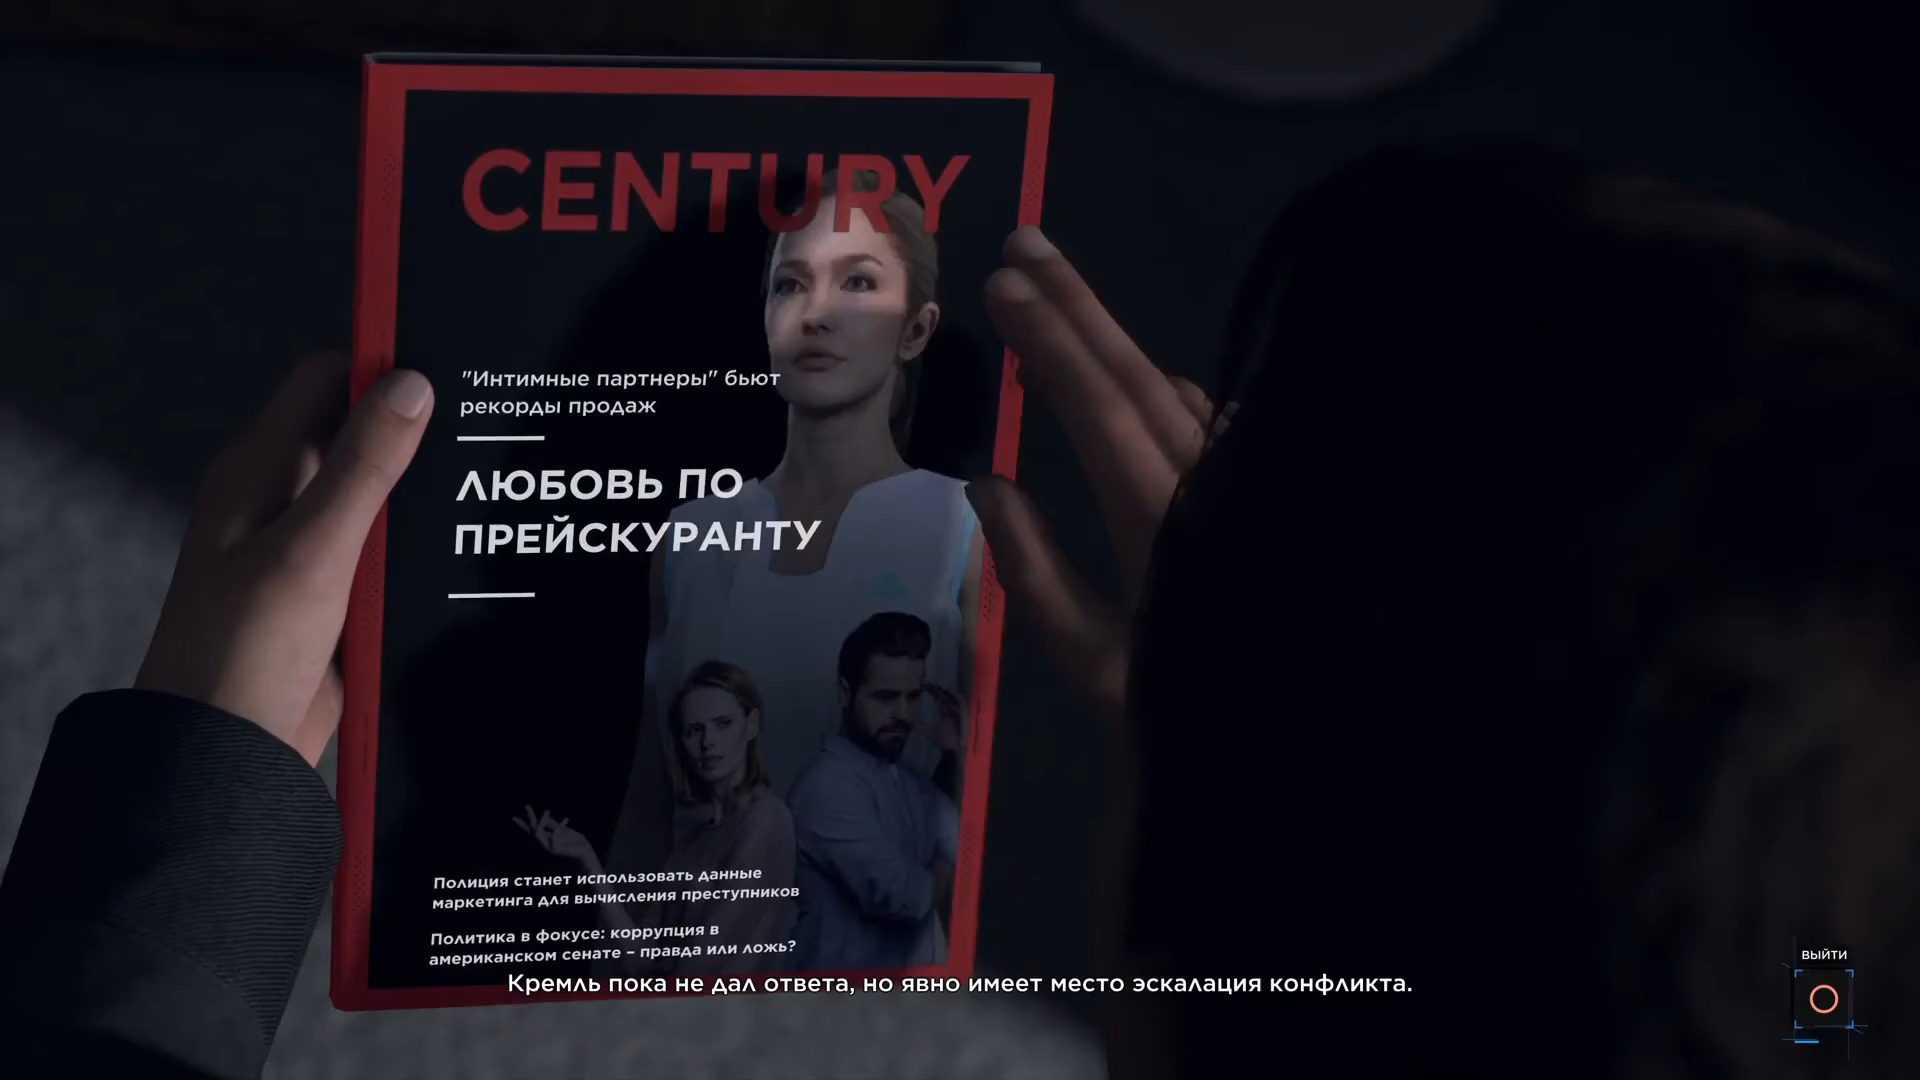 CENTURY
"Интимные партнеры" бьют
рекорды продаж
ЛЮБОВЬ ПО
ПРЕЙСКУРАНТУ
Полиция станет использовать данные
маркетинга для вычисления преступников
Политика в фокусе: коррупция в
американском сенате – правда или ложь?
Кремль пока не дал ответа, но явно имеет место эскалация конфликта.
ВЫЙТИ